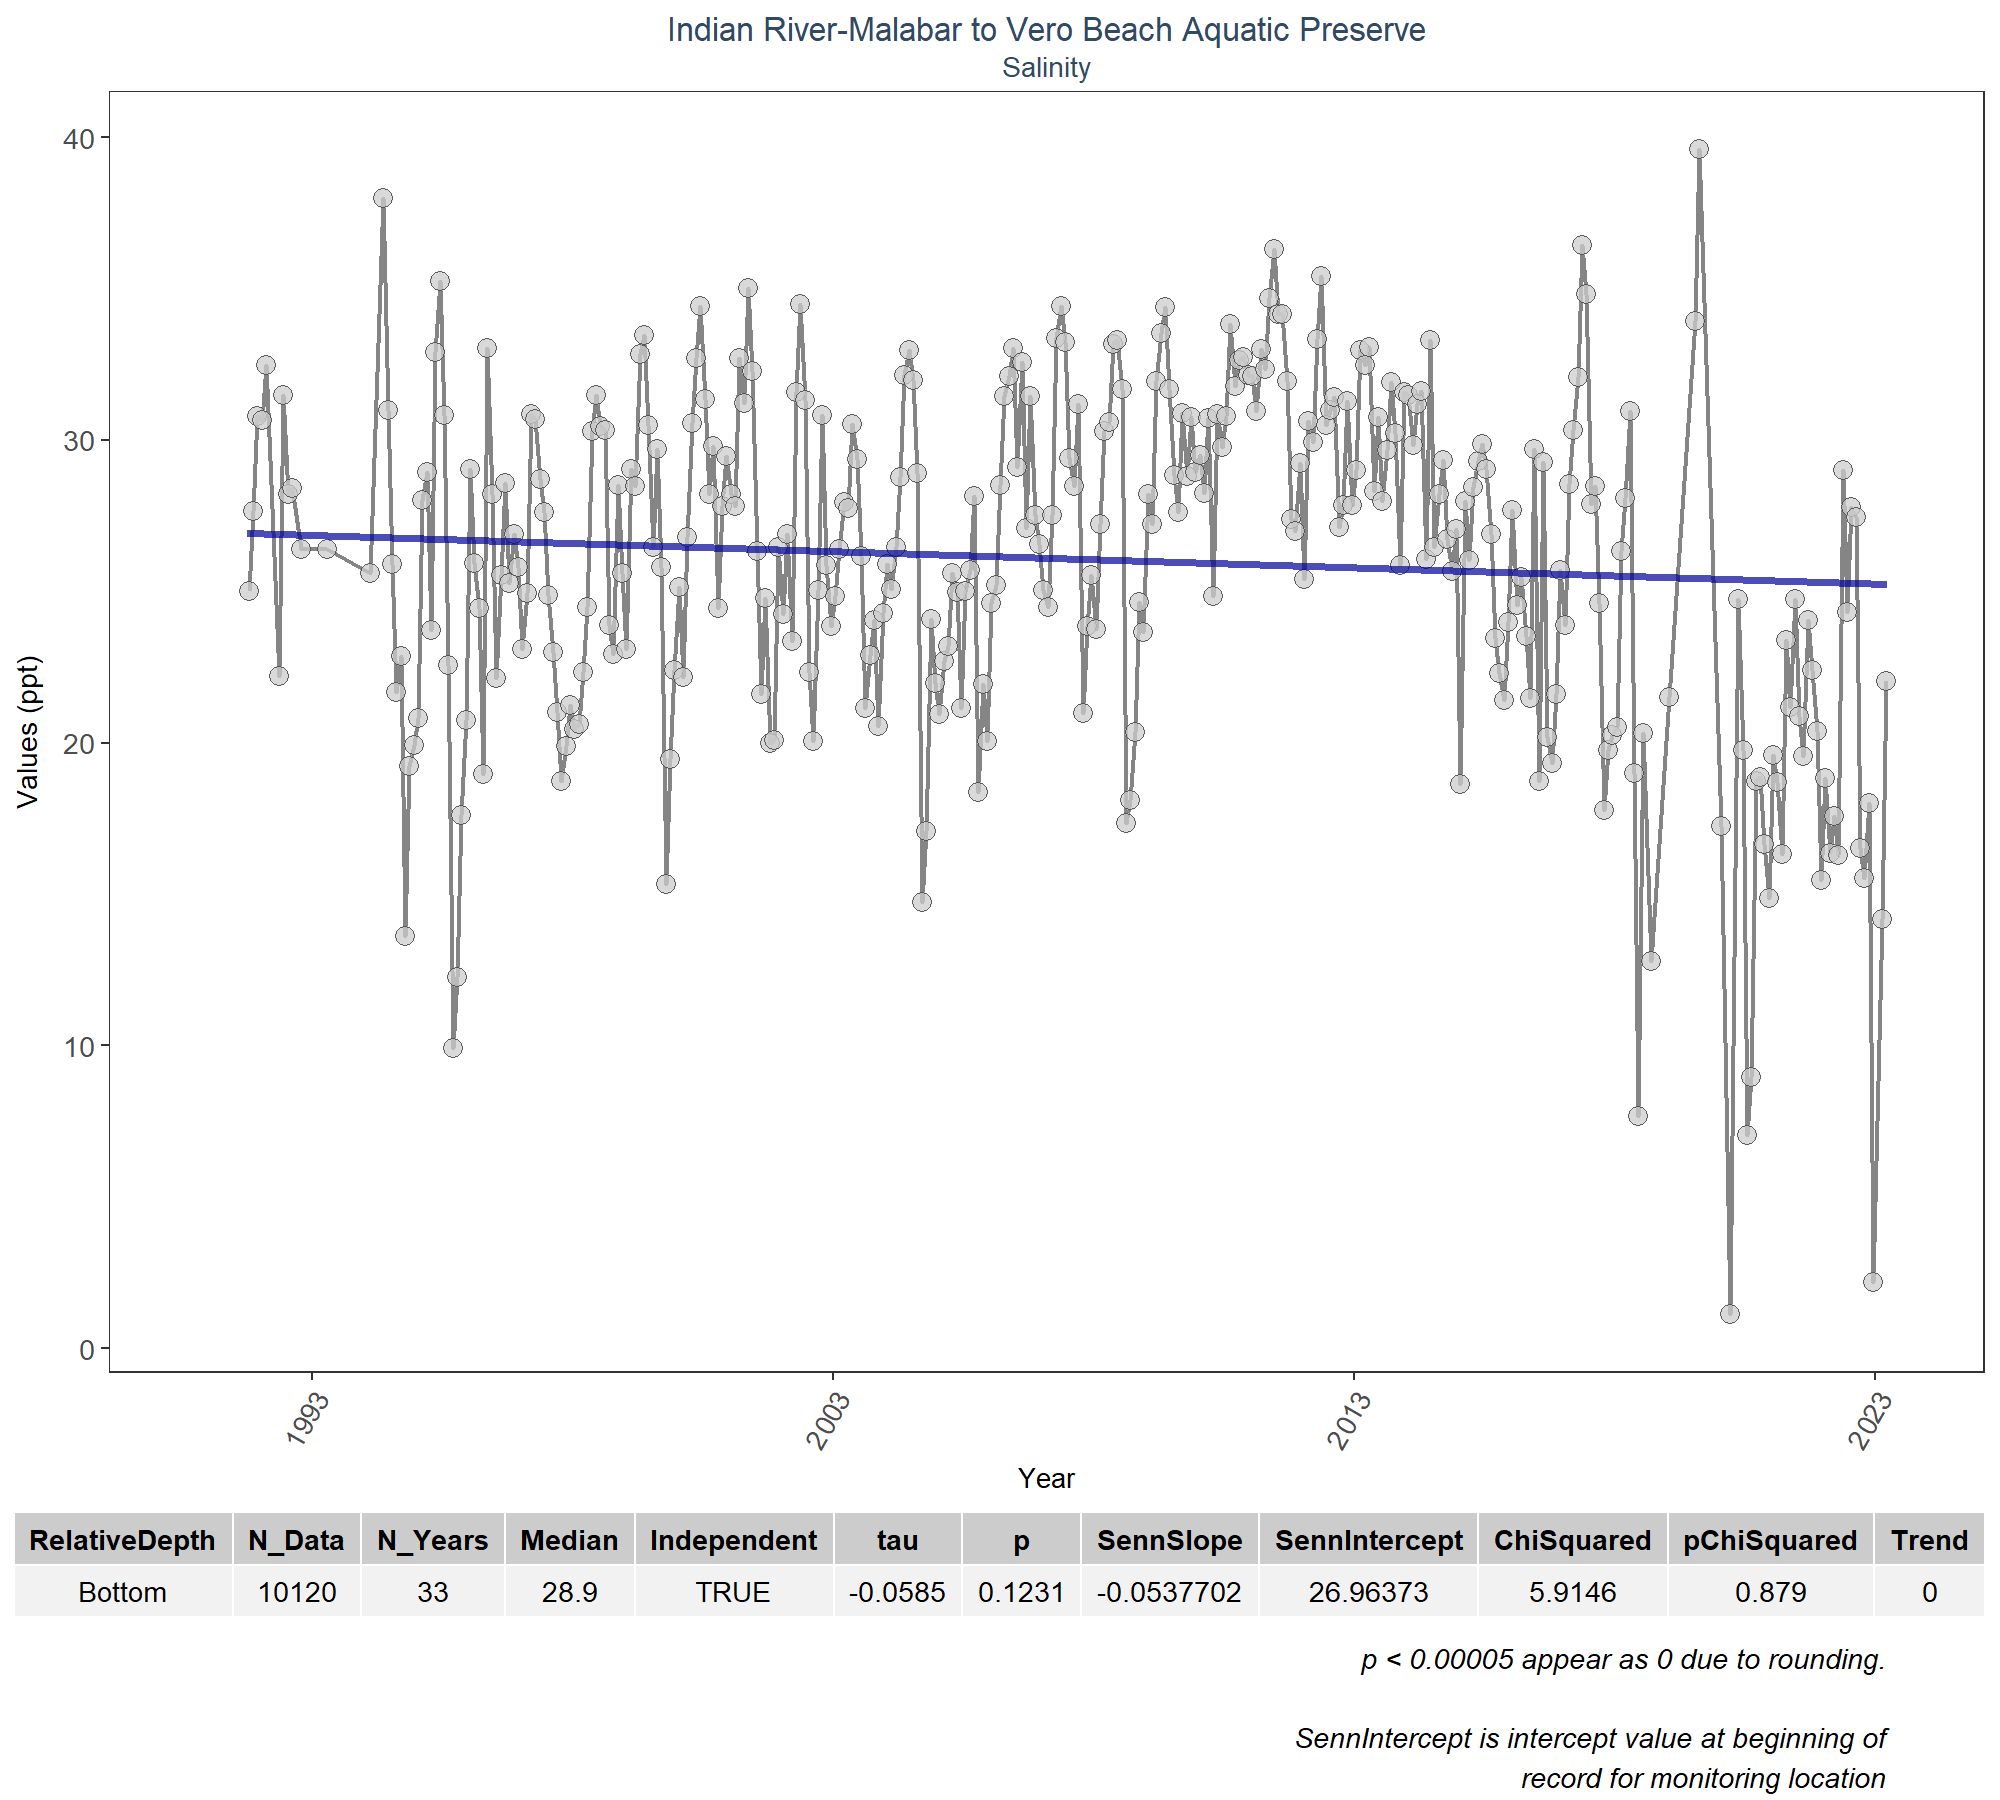 Indian River-Malabar to Vero Beach Aquatic Preserve
Salinity
Values (ppt)
40
30
20
10
0
1993
2003
2013
2023
Year
RelativeDepth N_Data N_Years Median Independent tau p SennSlope SennIntercept ChiSquared pChiSquared Trend
Bottom 10120 33 28.9 TRUE -0.0585 0.1231 -0.0537702 26.96373 5.9146 0.879 0
p < 0.00005 appear as 0 due to rounding.
SennIntercept is intercept value at beginning of
record for monitoring location